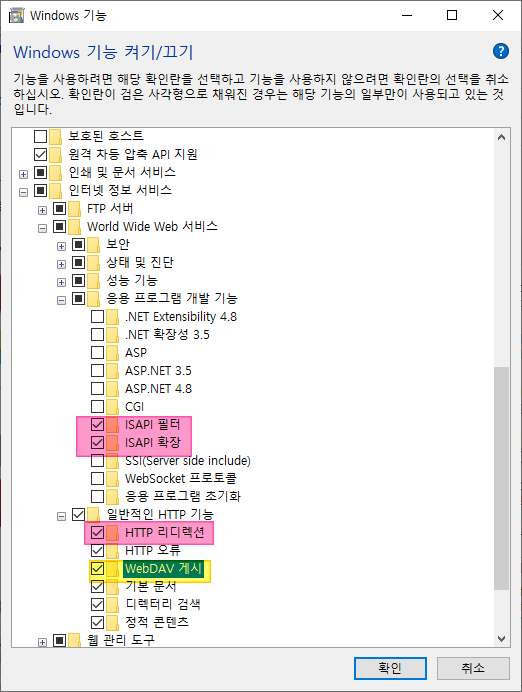 Windows 기능
Windows 기능 켜기/끄기
기능을 사용하려면 해당 확인란을 선택하고 기능을 사용하지 않으려면 확인란의 선택을 취소
하십시오. 확인란이 검은 사각형으로 채워진 경우는 해당 기능의 일부만이 사용되고 있는 것
입니다.
보호된 호스트
원격 차등 압축 API 지원
인쇄 및 문서 서비스
인터넷 정보 서비스
FTP 서버
World Wide Web 서비스
보안
상태 및 진단
성능 기능
응용 프로그램 개발 기능
.NET Extensibility 4.8
.NET 확장성 3.5
ASP
ASP.NET 3.5
ASP.NET 4.8
CGI
ISAPI 필터
ISAPI 확장
SSI(Server side include)
WebSocket 프로토콜
응용 프로그램 초기화
일반적인 HTTP 기능
HTTP 리디렉션
HTTP 오류
WebDAV 게시
기본 문서
디렉터리 검색
정적 콘텐츠
웹 관리 도구
확인
취소